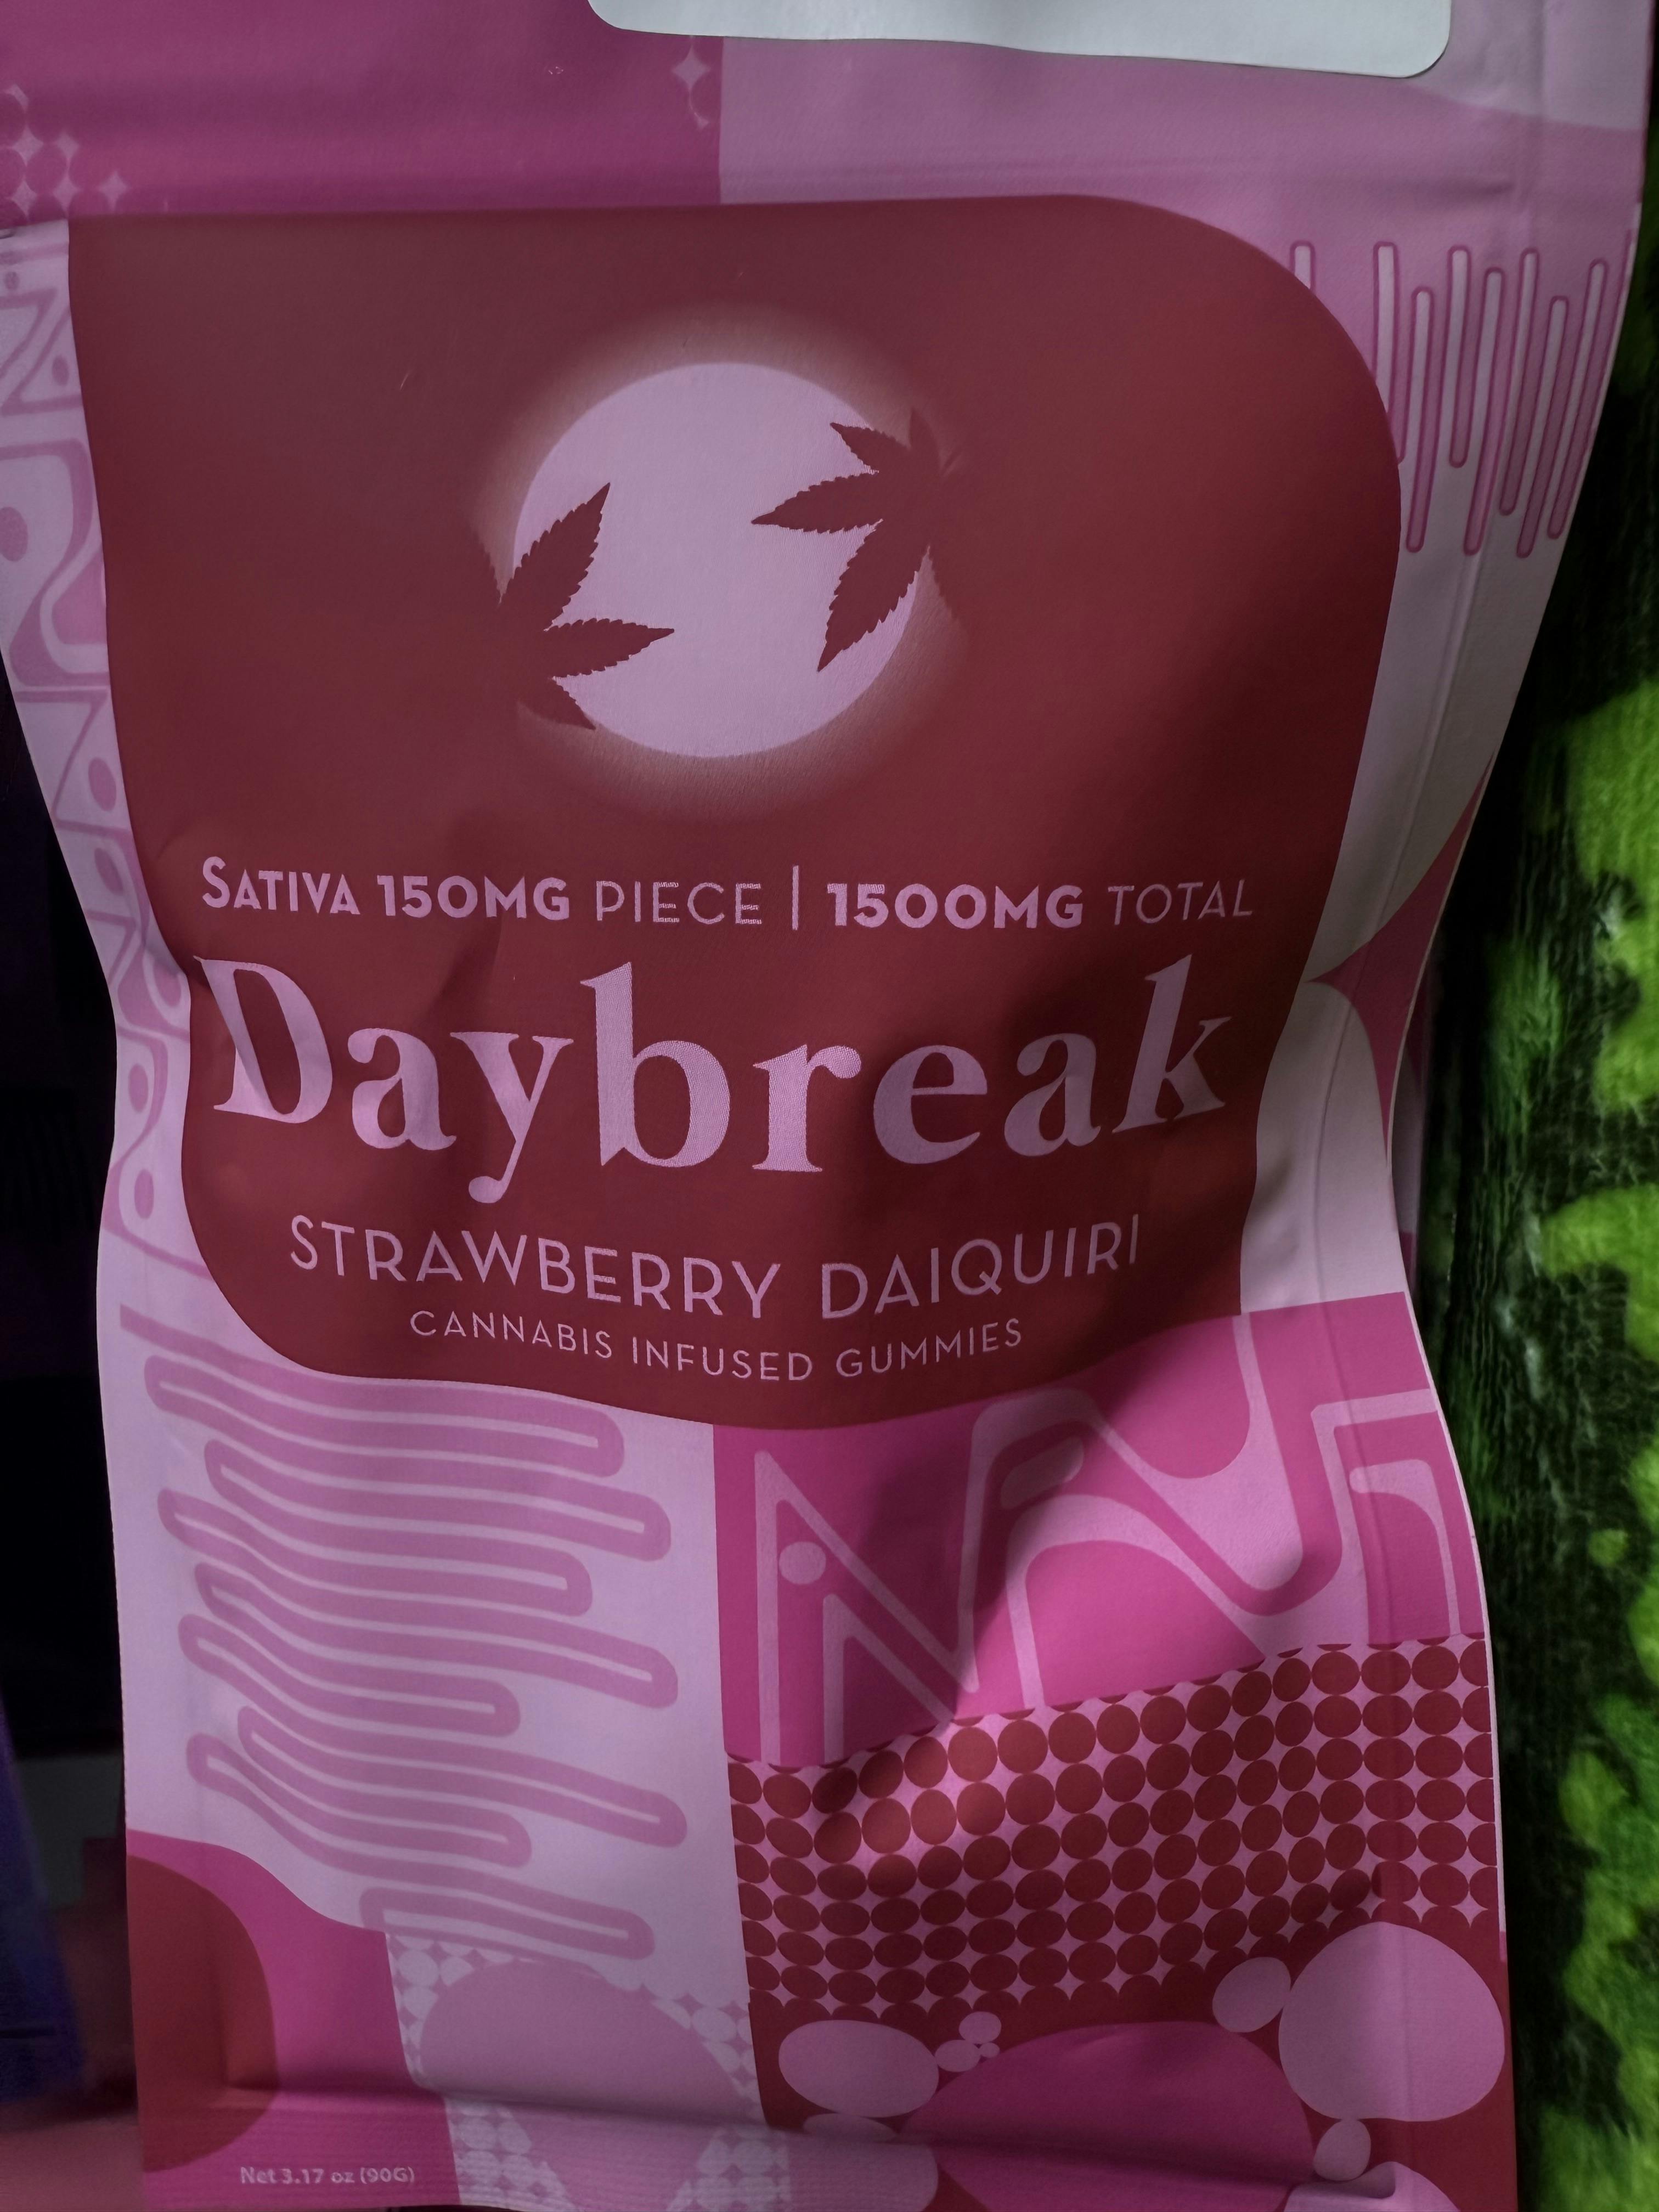 SATIVA 150MG PIECE | 1500MG TOTAL
Daybreak
STRAWBERRY DAIQUIRI
CANNABIS INFUSED GUMMIES
Net 3.17 oz (90G)